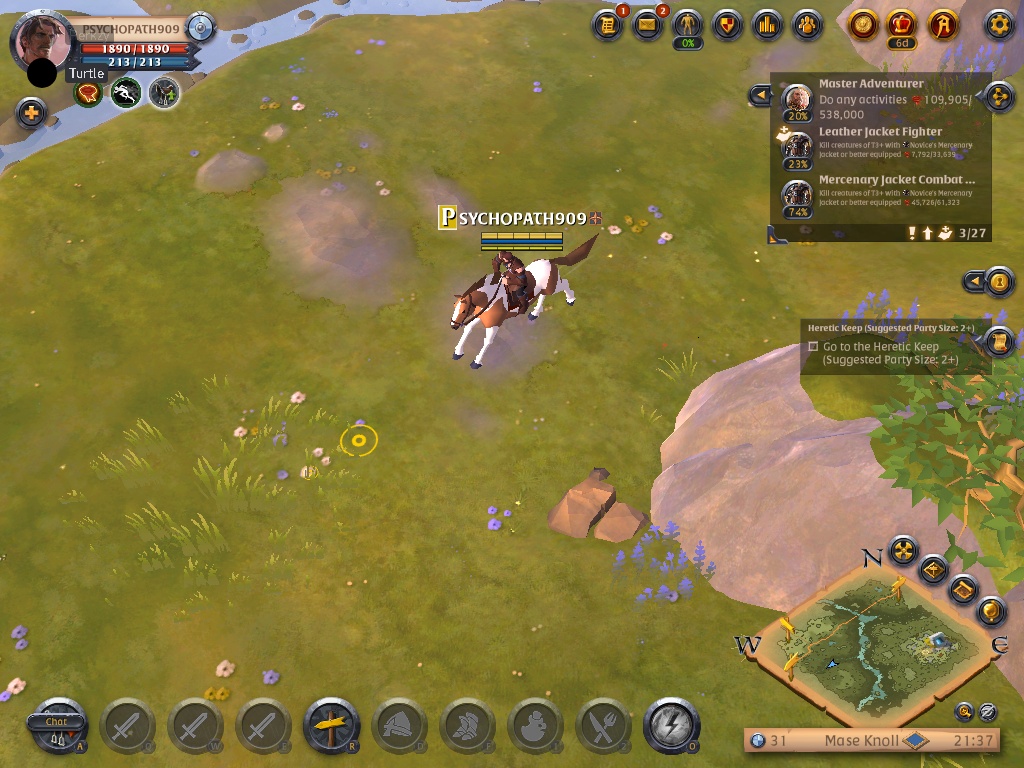 PSYCHOPATH909
1890 / 1890
213 / 213
Turtle
1
2
0%
6d
Master Adventurer
Do any activities 109,905/
538,000
20%
Leather Jacket Fighter
Kill creatures of T3+ with Novice's Mercenary
Jacket or better equipped 7,792/33,639
23%
Mercenary Jacket Combat ...
Kill creatures of T3+ with Novice's Mercenary
Jacket or better equipped 45,726/61,323
74%
3/27
PSYCHOPATH909
Heretic Keep (Suggested Party Size: 2+)
Go to the Heretic Keep
(Suggested Party Size: 2+)
N
W
E
Chat
A
Q
W
E
R
D
F
2
O
31
Mase Knoll
21:37